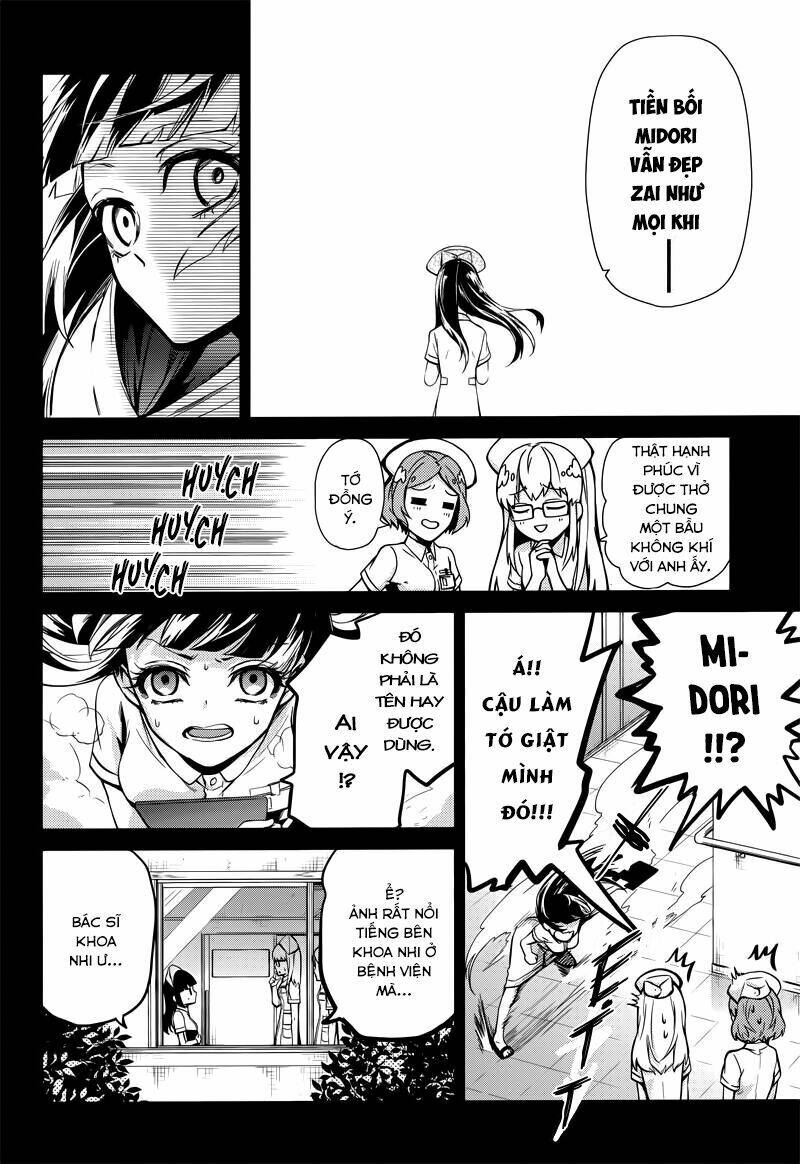 TIỀN BỐI
MIDORI
VẪN ĐẸP
ZAI NHƯ
MỌI KHI
THẬT HẠNH
PHÚC VÌ
ĐƯỢC THỞ
CHUNG
MỘT BẦU
KHÔNG KHÍ
VỚI ANH ẤY.
TỚ
ĐỒNG
Ý.
HUỴCH
HUỴCH
HUỴCH
MI-
DORI
!!?
Á!!
CẬU LÀM
TỚ GIẬT
MÌNH
ĐÓ!!!
KÉTTT
ĐÓ
KHÔNG
PHẢI LÀ
TÊN HAY
ĐƯỢC
DÙNG.
AI
VẬY
!?
Ể?
ẢNH RẤT NỔI
TIẾNG BÊN
KHOA NHI Ở
BỆNH VIỆN
MÀ...
BÁC SĨ
KHOA
NHI Ư...